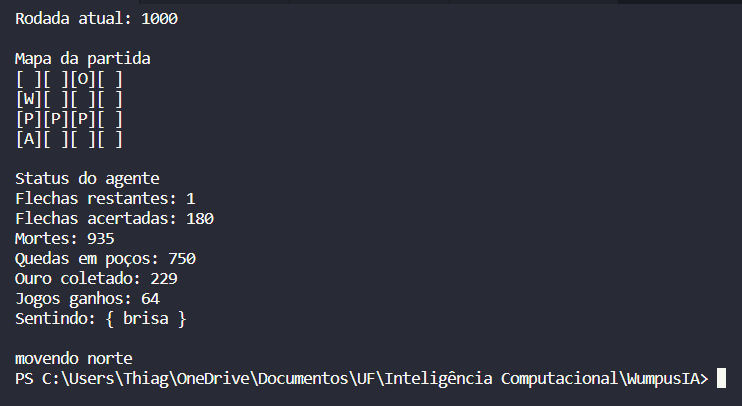 Rodada atual: 1000
Mapa da partida
[ ][ ][O][ ]
[W][ ][ ][ ]
[P][P][P][ ]
[A][ ][ ][ ]
Status do agente
Flechas restantes: 1
Flechas acertadas: 180
Mortes: 935
Quedas em poços: 750
Ouro coletado: 229
Jogos ganhos: 64
Sentindo: { brisa }
movendo norte
PS C:\Users\Thiag\OneDrive\Documentos\UF\Inteligência Computacional\WumpusIA>